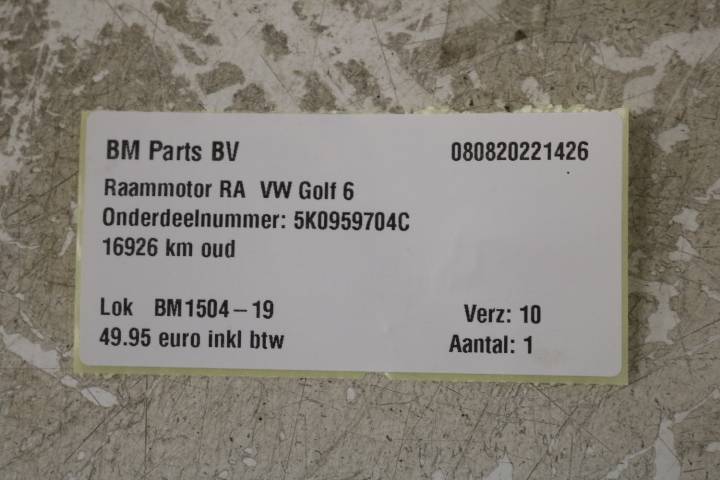 BM Parts BV 080820221426
Raammotor RA VW Golf 6
Onderdeelnummer: 5K0959704C
16926 km oud
Lok BM1504-19 Verz: 10
49.95 euro inkl btw Aantal: 1